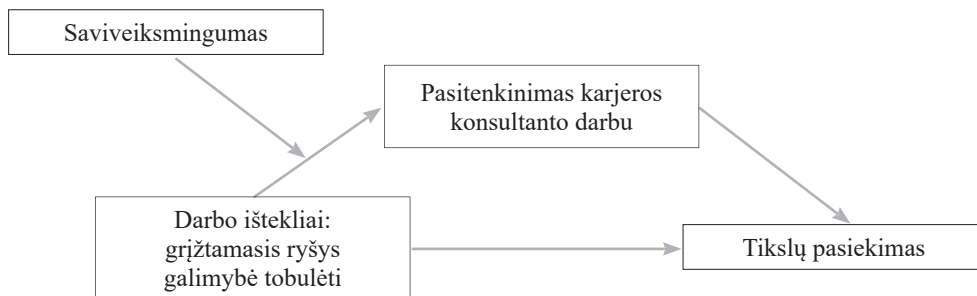 Saviveiksmingumas
Pasitenkinimas karjeros
konsultanto darbu
Darbo ištekliai:
grįžtamasis ryšys
galimybė tobulėti
Tikslų pasiekimas